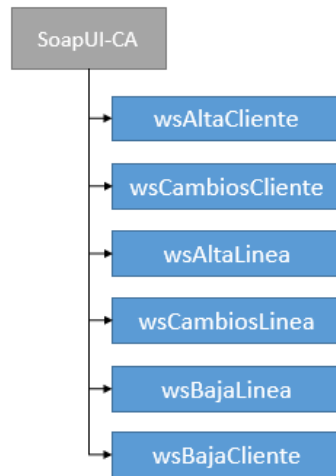 SoapUI-CA
wsAltaCliente
wsCambiosCliente
wsAltaLinea
wsCambiosLinea
wsBajaLinea
wsBajaCliente